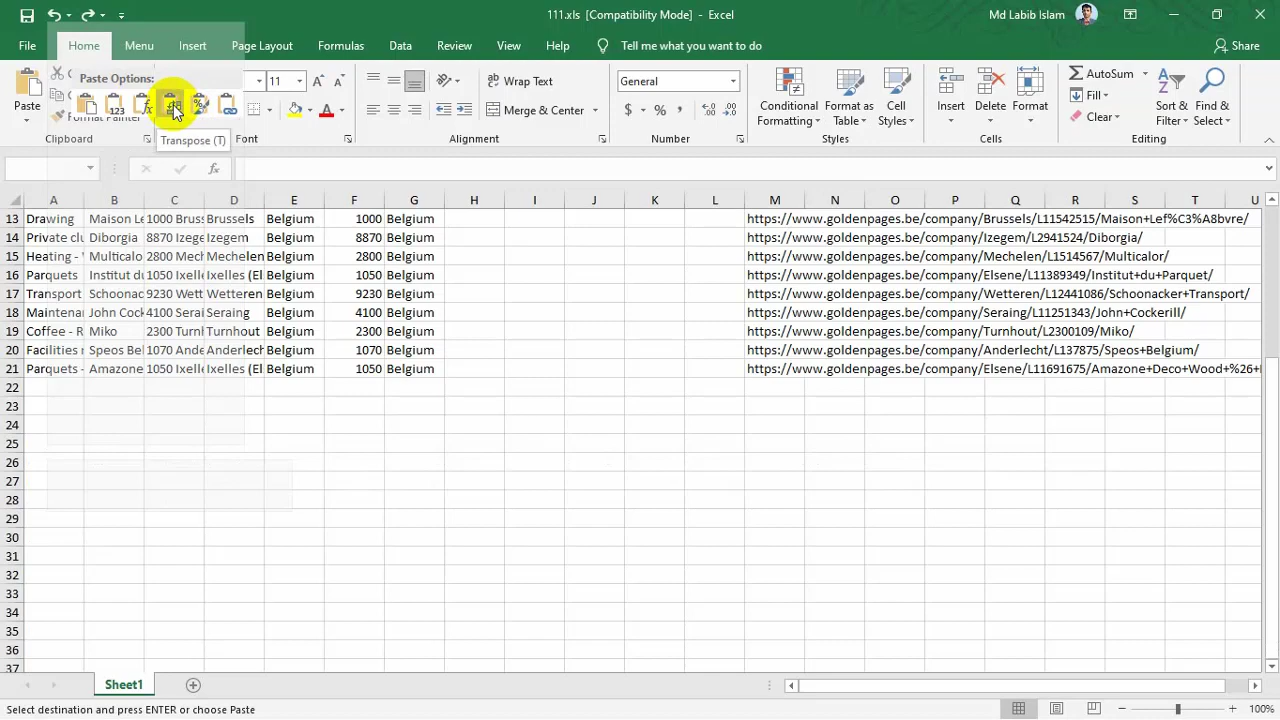 111.xls [Compatibility Mode] - Excel
Md Labib Islam
File Home Menu Insert Page Layout Formulas Data Review View Help Tell me what you want to do Share
Paste Options:
Paste
Format Painter
Transpose (T)
11
Wrap Text
Merge & Center
General
$ %
Conditional Formatting
Format as Table
Cell Styles
Insert
Delete
Format
AutoSum
Fill
Clear
Sort & Filter
Find & Select
Clipboard Font Alignment Number Styles Cells Editing
fx
A B C D E F G H I J K L M N O P Q R S T U
13 Drawing Maison Le 1000 Brus Brussels Belgium 1000 Belgium https://www.goldenpages.be/company/Brussels/L11542515/Maison+Lef%C3%A8bvre/
14 Private clu Diborgia 8870 Izege Izegem Belgium 8870 Belgium https://www.goldenpages.be/company/Izegem/L2941524/Diborgia/
15 Heating - Multicalo 2800 Mech Mechelen Belgium 2800 Belgium https://www.goldenpages.be/company/Mechelen/L1514567/Multicalor/
16 Parquets Institut du 1050 Ixelle Ixelles (El Belgium 1050 Belgium https://www.goldenpages.be/company/Elsene/L11389349/Institut+du+Parquet/
17 Transport Schoonac 9230 Wett Wetteren Belgium 9230 Belgium https://www.goldenpages.be/company/Wetteren/L12441086/Schoonacker+Transport/
18 Maintenan John Cock 4100 Serai Seraing Belgium 4100 Belgium https://www.goldenpages.be/company/Seraing/L11251343/John+Cockerill/
19 Coffee - R Miko 2300 Turnh Turnhout Belgium 2300 Belgium https://www.goldenpages.be/company/Turnhout/L2300109/Miko/
20 Facilities Speos Bel 1070 Ande Anderlech Belgium 1070 Belgium https://www.goldenpages.be/company/Anderlecht/L137875/Speos+Belgium/
21 Parquets - Amazone 1050 Ixelle Ixelles (El Belgium 1050 Belgium https://www.goldenpages.be/company/Elsene/L11691675/Amazone+Deco+Wood+%26+
22
23
24
25
26
27
28
29
30
31
32
33
34
35
36
37
Sheet1
Select destination and press ENTER or choose Paste
100%